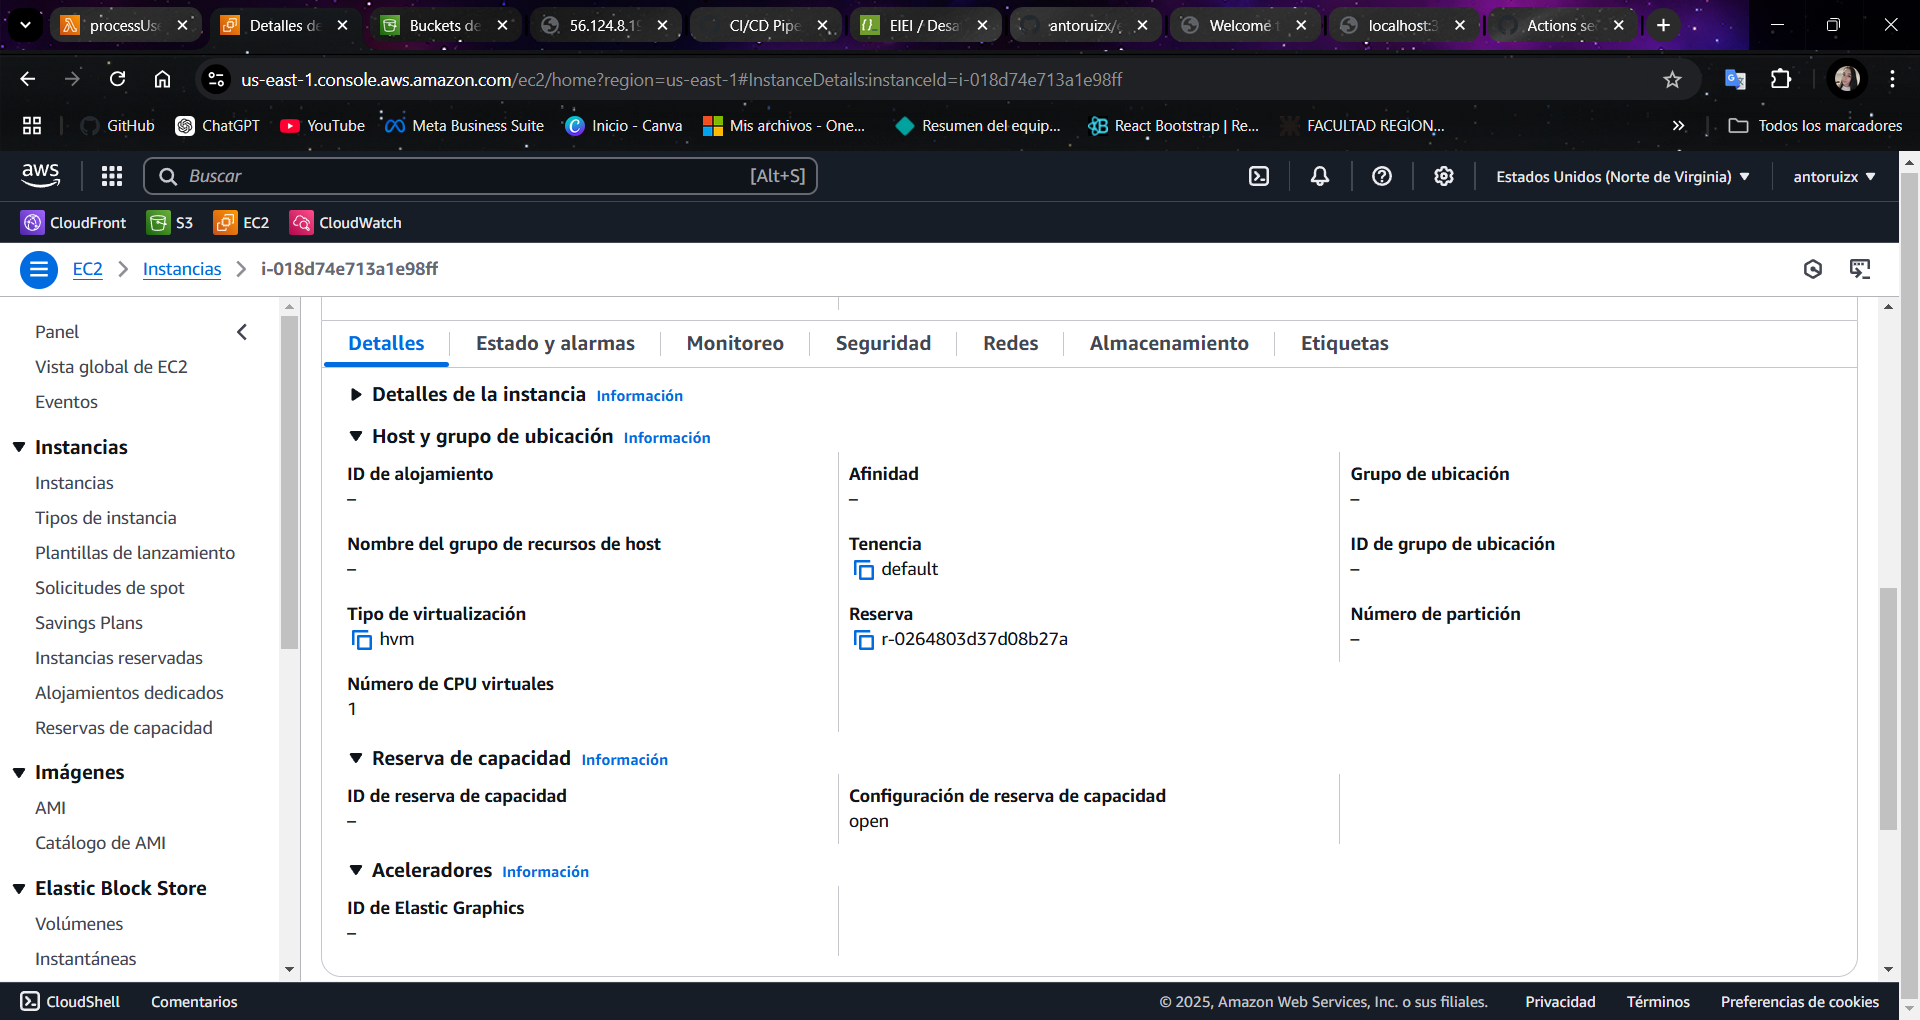 processUse
Detalles de
Buckets de
56.124.8.19
CI/CD Pipe
EIEI / Desa
antoruizx/
Welcome t
localhost:3
Actions se
us-east-1.console.aws.amazon.com/ec2/home?region=us-east-1#InstanceDetails:instanceId=i-018d74e713a1e98ff
GitHub
ChatGPT
YouTube
Meta Business Suite
Inicio - Canva
Mis archivos - One...
Resumen del equip...
React Bootstrap | Re...
FACULTAD REGION...
Todos los marcadores
aws
Buscar
[Alt+S]
Estados Unidos (Norte de Virginia)
antoruizx
CloudFront
S3
EC2
CloudWatch
EC2
Instancias
i-018d74e713a1e98ff
Panel
Vista global de EC2
Eventos
Instancias
Instancias
Tipos de instancia
Plantillas de lanzamiento
Solicitudes de spot
Savings Plans
Instancias reservadas
Alojamientos dedicados
Reservas de capacidad
Imágenes
AMI
Catálogo de AMI
Elastic Block Store
Volúmenes
Instantáneas
Detalles
Estado y alarmas
Monitoreo
Seguridad
Redes
Almacenamiento
Etiquetas
Detalles de la instancia Información
Host y grupo de ubicación Información
ID de alojamiento
–
Afinidad
–
Grupo de ubicación
–
Nombre del grupo de recursos de host
–
Tenencia
default
ID de grupo de ubicación
–
Tipo de virtualización
hvm
Reserva
r-0264803d37d08b27a
Número de partición
–
Número de CPU virtuales
1
Reserva de capacidad Información
ID de reserva de capacidad
–
Configuración de reserva de capacidad
open
Aceleradores Información
ID de Elastic Graphics
–
CloudShell
Comentarios
© 2025, Amazon Web Services, Inc. o sus filiales.
Privacidad
Términos
Preferencias de cookies